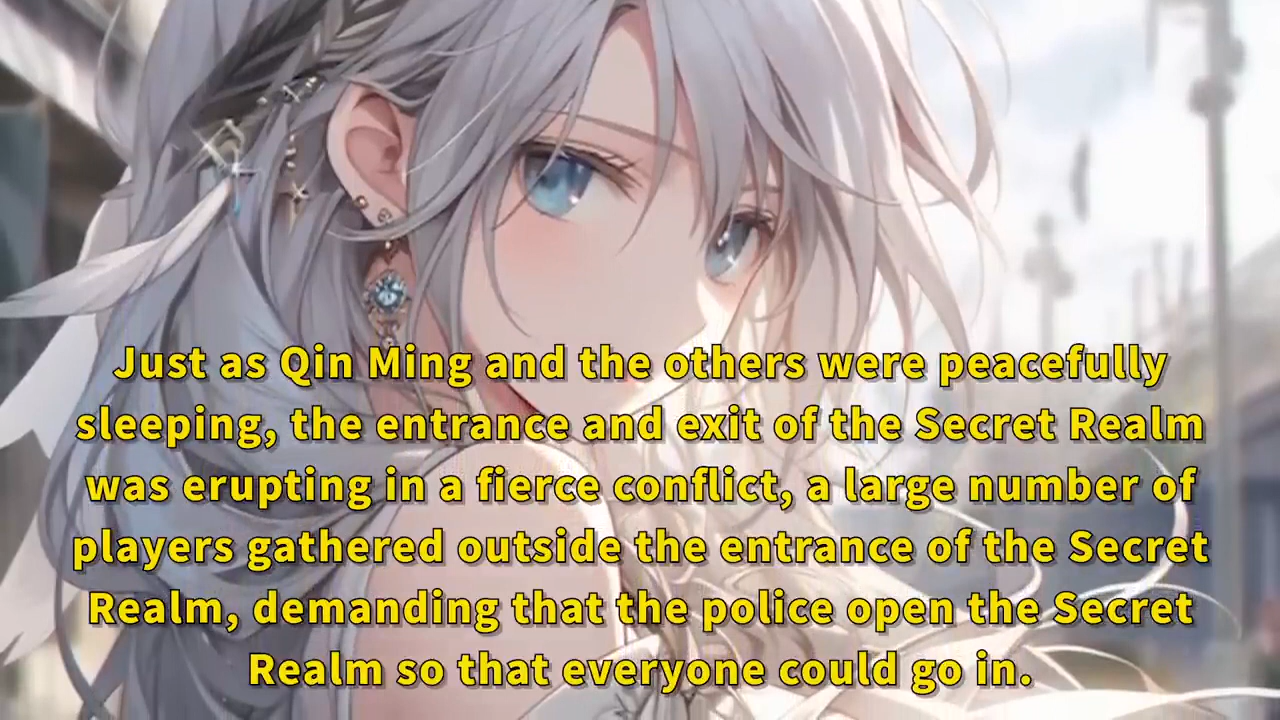 Just as Qin Ming and the others were peacefully
sleeping, the entrance and exit of the Secret Realm
was erupting in a fierce conflict, a large number of
players gathered outside the entrance of the Secret
Realm, demanding that the police open the Secret
Realm so that everyone could go in.